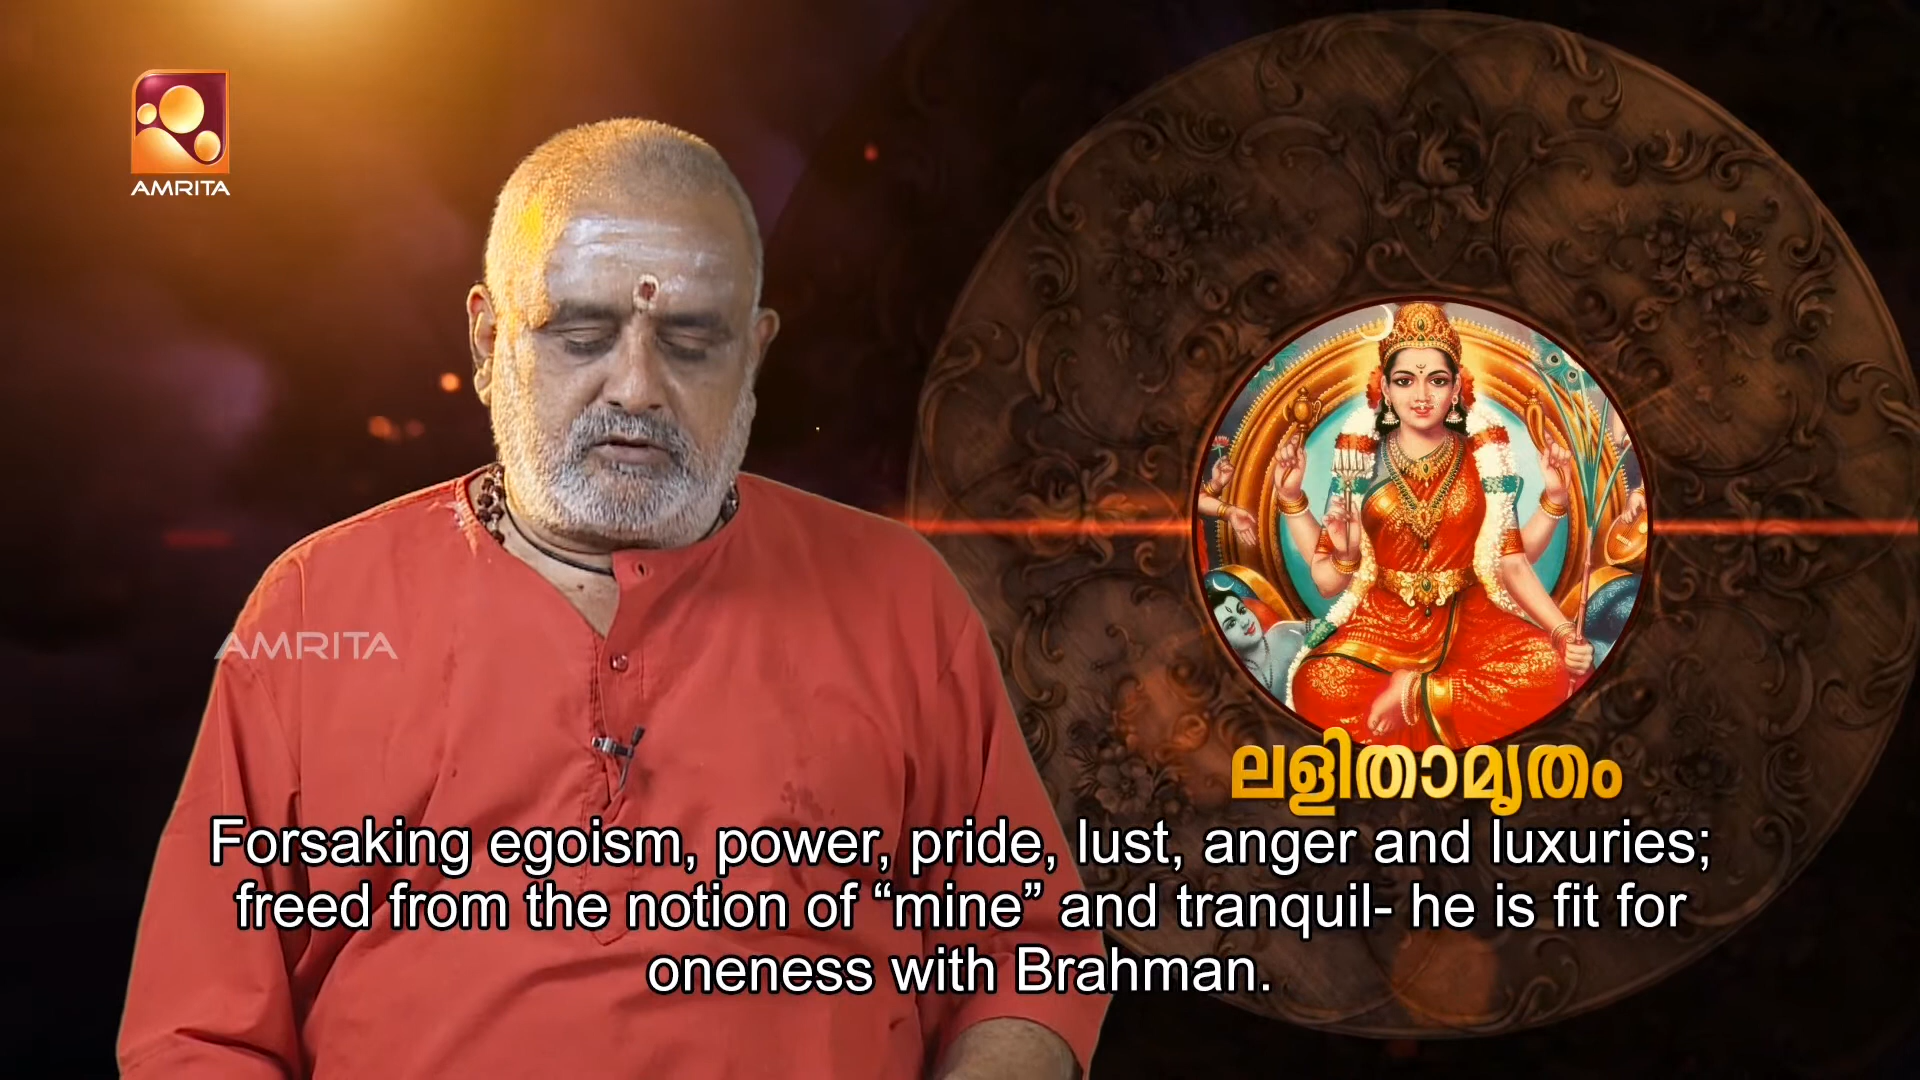 AMRITA
AMRITA
ലളിതാമൃതം
Forsaking egoism, power, pride, lust, anger and luxuries;
freed from the notion of “mine” and tranquil- he is fit for
oneness with Brahman.